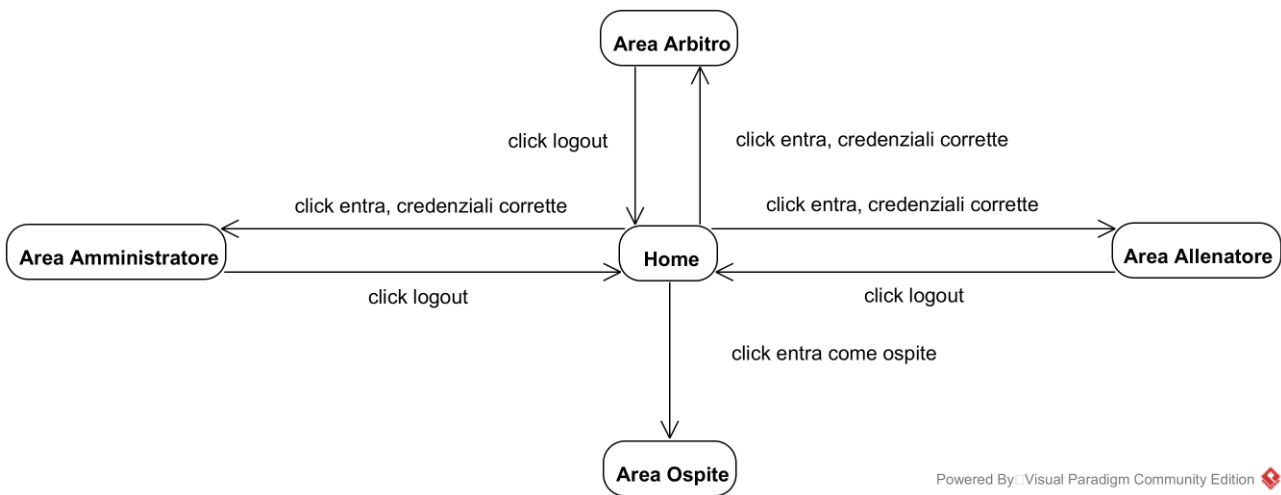 Area Arbitro
click logout
click entra, credenziali corrette
click entra, credenziali corrette
click entra, credenziali corrette
Area Amministratore
Home
Area Allenatore
click logout
click logout
click entra come ospite
Area Ospite
Powered By Visual Paradigm Community Edition